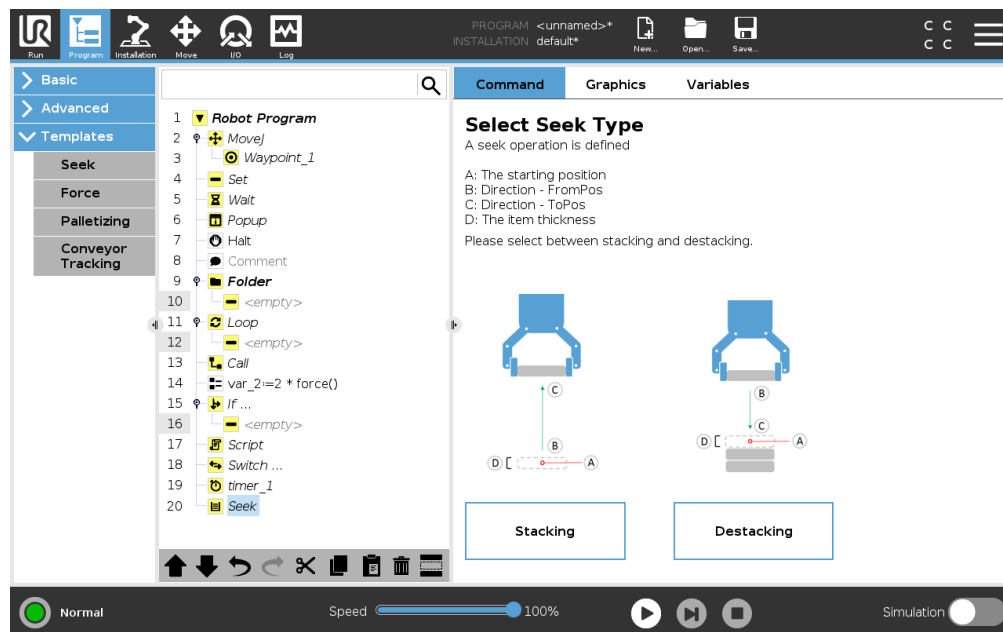 PROGRAM <unnamed>*
INSTALLATION default*
Run
Program
Installation
Move
I/O
Log
New...
Open...
Save...
C C
C C
Basic
Advanced
Templates
Seek
Force
Palletizing
Conveyor
Tracking
1 Robot Program
2 MoveJ
3 Waypoint_1
4 Set
5 Wait
6 Popup
7 Halt
8 Comment
9 Folder
10 <empty>
11 Loop
12 <empty>
13 Call
14 var_2:=2 * force()
15 If ...
16 <empty>
17 Script
18 Switch ...
19 timer_1
20 Seek
Command
Graphics
Variables
Select Seek Type
A seek operation is defined
A: The starting position
B: Direction - FromPos
C: Direction - ToPos
D: The item thickness
Please select between stacking and destacking.
C
B
D
A
B
C
D
A
Stacking
Destacking
Normal
Speed
100%
Simulation